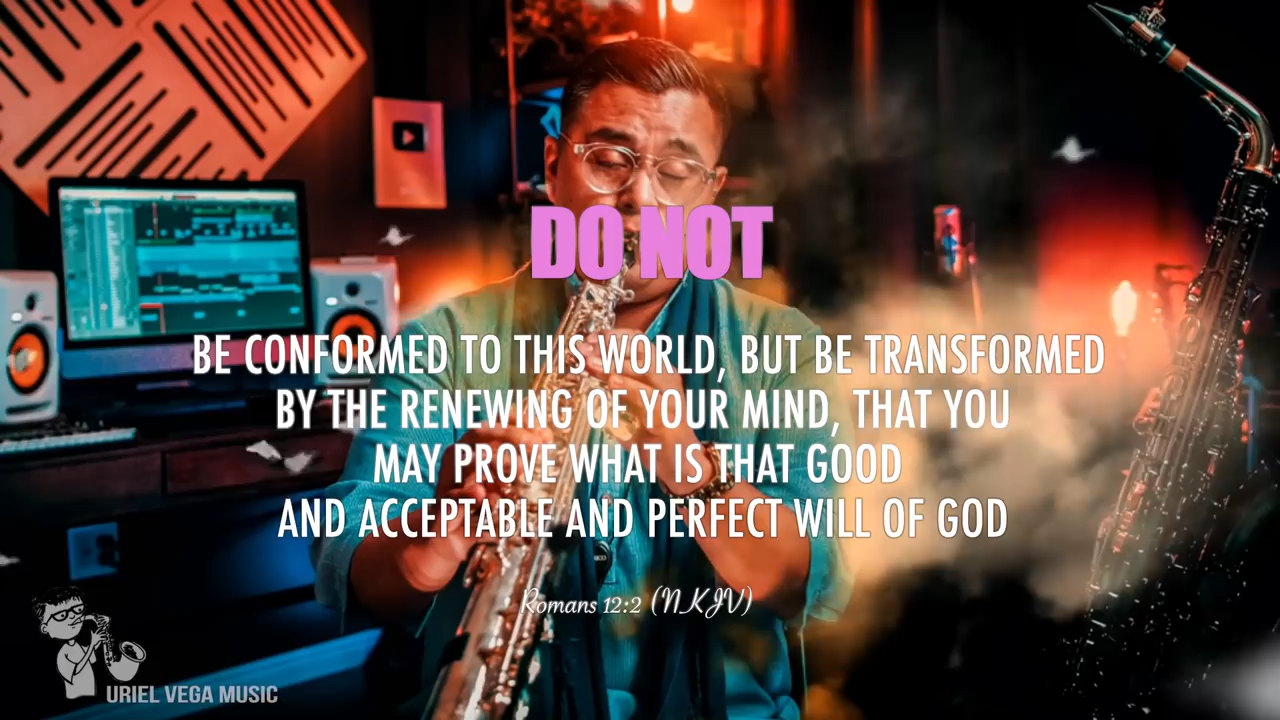 DO NOT
BE CONFORMED TO THIS WORLD, BUT BE TRANSFORMED
BY THE RENEWING OF YOUR MIND, THAT YOU
MAY PROVE WHAT IS THAT GOOD
AND ACCEPTABLE AND PERFECT WILL OF GOD
Romans 12:2 (NKJV)
URIEL VEGA MUSIC